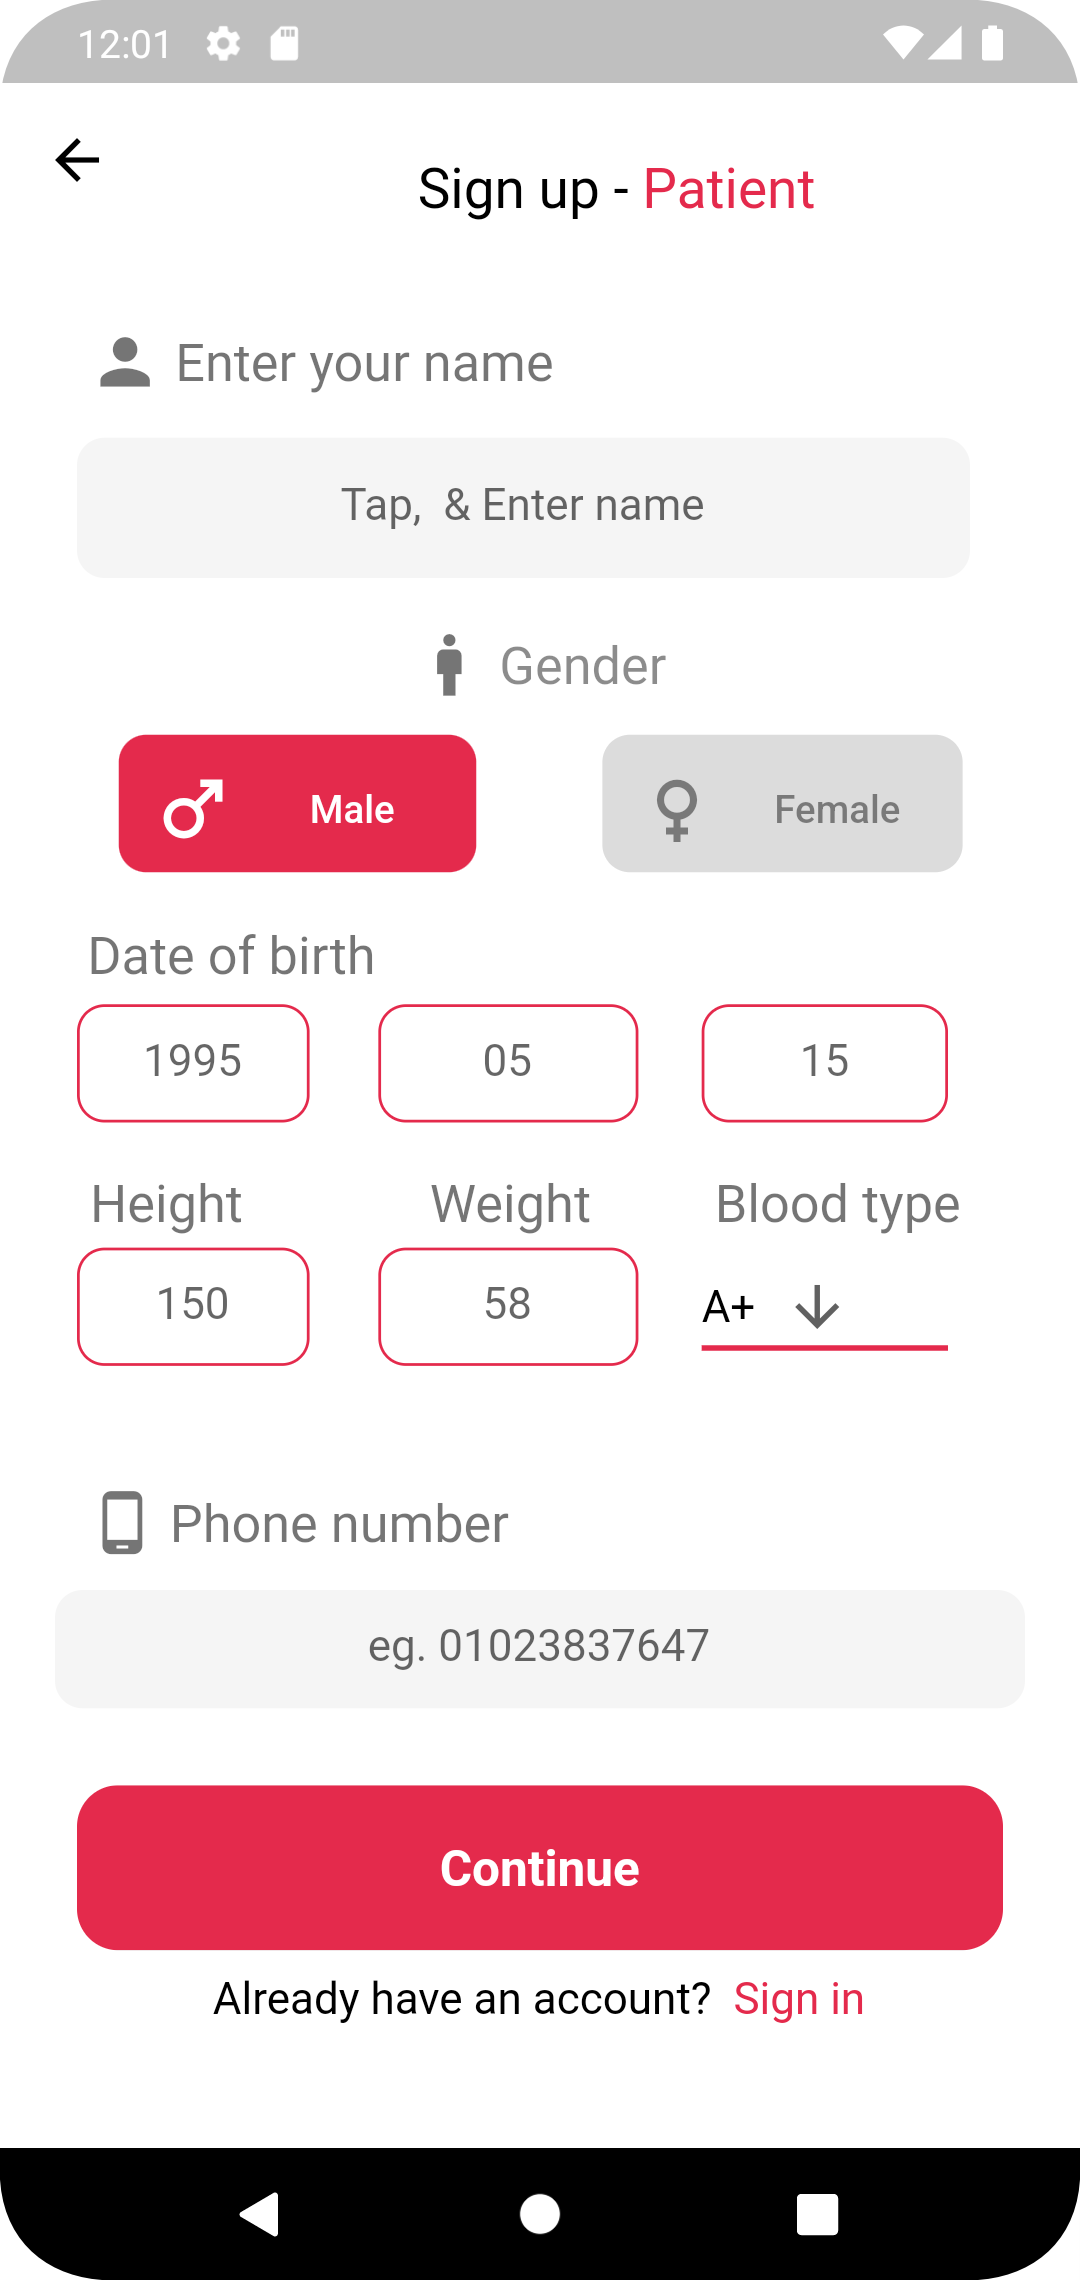 12:01
Sign up - Patient
Enter your name
Tap,  & Enter name
Gender
Male
Female
Date of birth
1995
05
15
Height
Weight
Blood type
150
58
A+
Phone number
eg. 01023837647
Continue
Already have an account?  Sign in